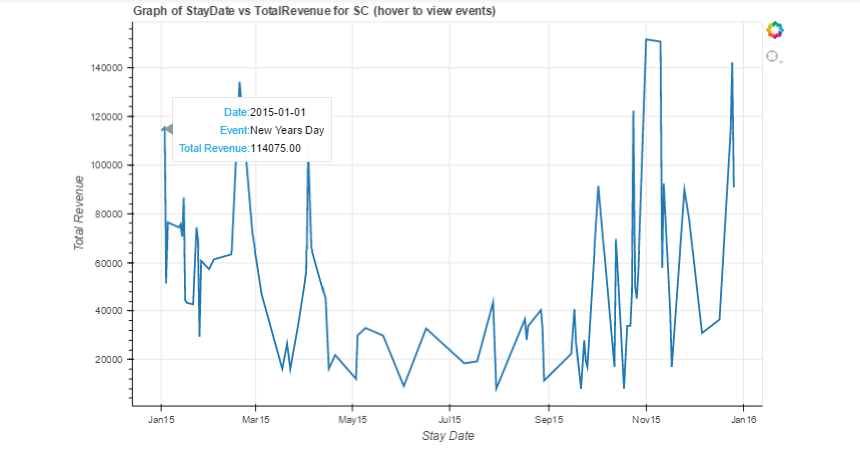 Graph of StayDate vs TotalRevenue for SC (hover to view events)
140000
120000
100000
80000
60000
40000
20000
Total Revenue
Date:2015-01-01
Event:New Years Day
Total Revenue:114075.00
Jan15 Mar15 May15 Jul15 Sep15 Nov15 Jan16
Stay Date